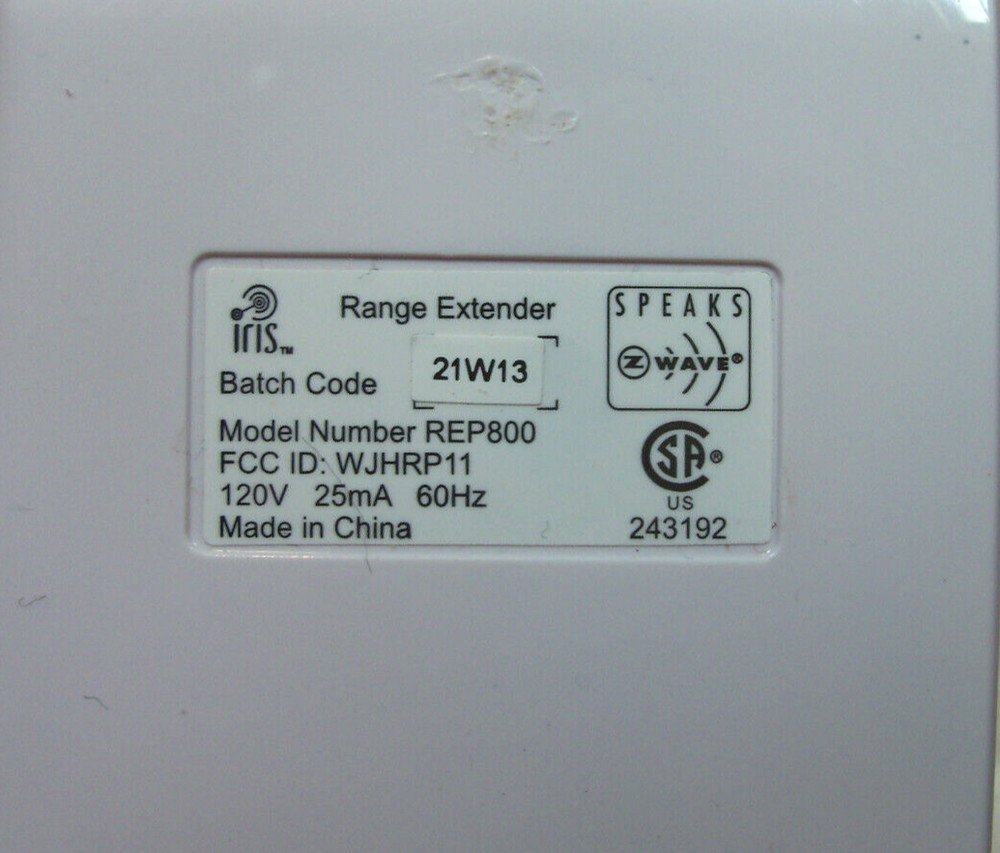 IRIS™
Range Extender
SPEAKS
Z WAVE®
Batch Code 21W13
Model Number REP800
FCC ID: WJHRP11
120V 25mA 60Hz
Made in China
CSA®
US
243192